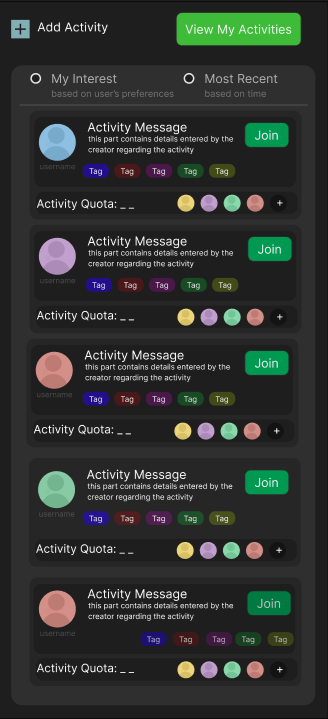 Add Activity
View My Activities
My Interest
based on user's preferences
Most Recent
based on time
Activity Message
this part contains details entered by the
creator regarding the activity
Join
username
Tag Tag Tag Tag Tag
Activity Quota: _ _
+
Activity Message
this part contains details entered by the
creator regarding the activity
Join
username
Tag Tag Tag Tag Tag
Activity Quota: _ _
+
Activity Message
this part contains details entered by the
creator regarding the activity
Join
username
Tag Tag Tag Tag Tag
Activity Quota: _ _
+
Activity Message
this part contains details entered by the
creator regarding the activity
Join
username
Tag Tag Tag Tag Tag
Activity Quota: _ _
+
Activity Message
this part contains details entered by the
creator regarding the activity
Join
username
Tag Tag Tag Tag Tag
Activity Quota: _ _
+